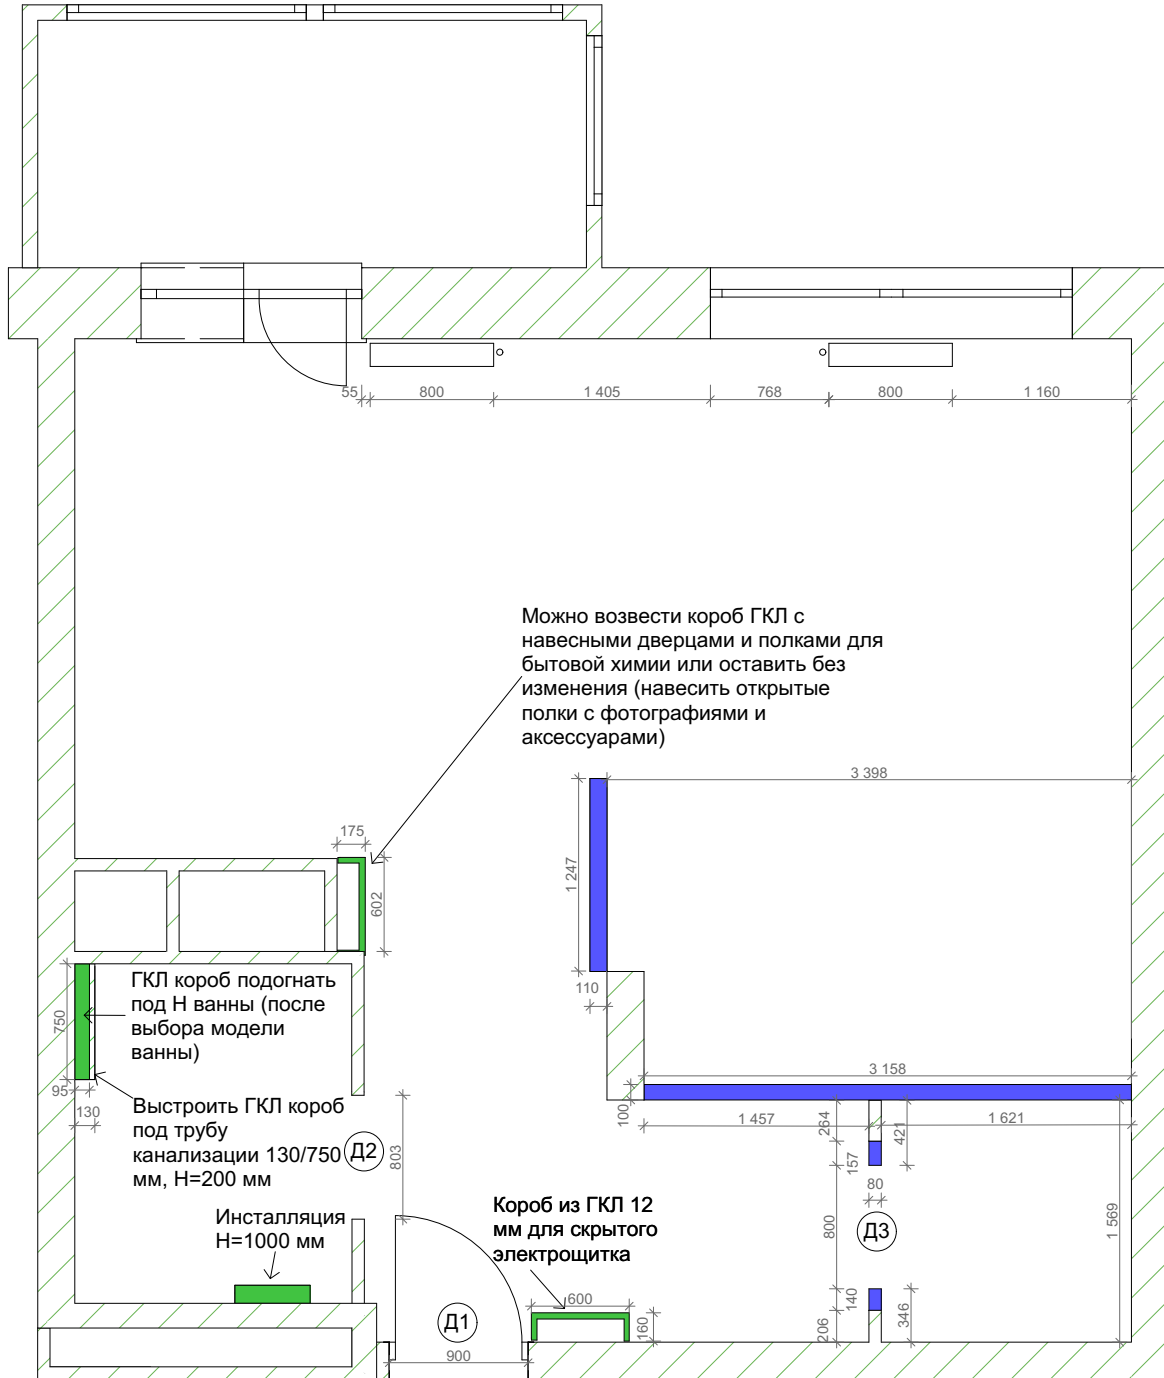 55
800
1 405
768
800
1 160
Можно возвести короб ГКЛ с
навесными дверцами и полками для
бытовой химии или оставить без
изменения (навесить открытые
полки с фотографиями и
аксессуарами)
3 398
175
602
1 247
110
ГКЛ короб подогнать
под Н ванны (после
выбора модели
ванны)
750
95
130
Выстроить ГКЛ короб
под трубу
канализации 130/750
мм, Н=200 мм
Д2
803
3 158
100
1 457
264
421
1 621
157
80
800
Д3
1 569
Инсталляция
Н=1000 мм
Короб из ГКЛ 12
мм для скрытого
электрощитка
600
160
140
346
206
Д1
900